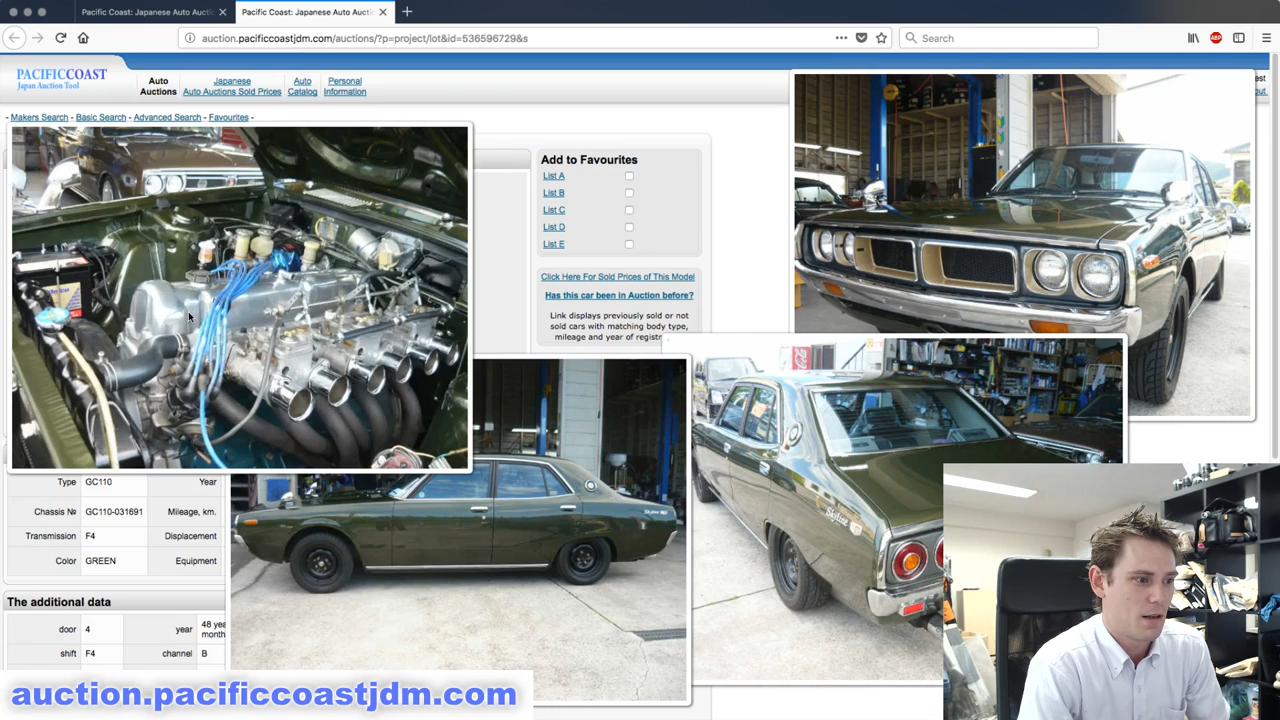 Pacific Coast: Japanese Auto Auctio
Pacific Coast: Japanese Auto Auctio
auction.pacificcoastjdm.com/auctions/?p=project/lot&id=536596729&s
Search
ABP
PACIFICCOAST
Japan Auction Tool
Auto
Auctions
Japanese
Auto Auctions Sold Prices
Auto
Catalog
Personal
Information
- Makers Search - Basic Search - Advanced Search - Favourites -
Add to Favourites
List A
List B
List C
List D
List E
Click Here For Sold Prices of This Model
Has this car been in Auction before?
Link displays previously sold or not
sold cars with matching body type,
mileage and year of registr
Type GC110 Year
Chassis № GC110-031691 Mileage, km.
Transmission F4 Displacement
Color GREEN Equipment
The additional data
door 4 year 48 yea
month
shift F4 channel B
Skyline
auction.pacificcoastjdm.com